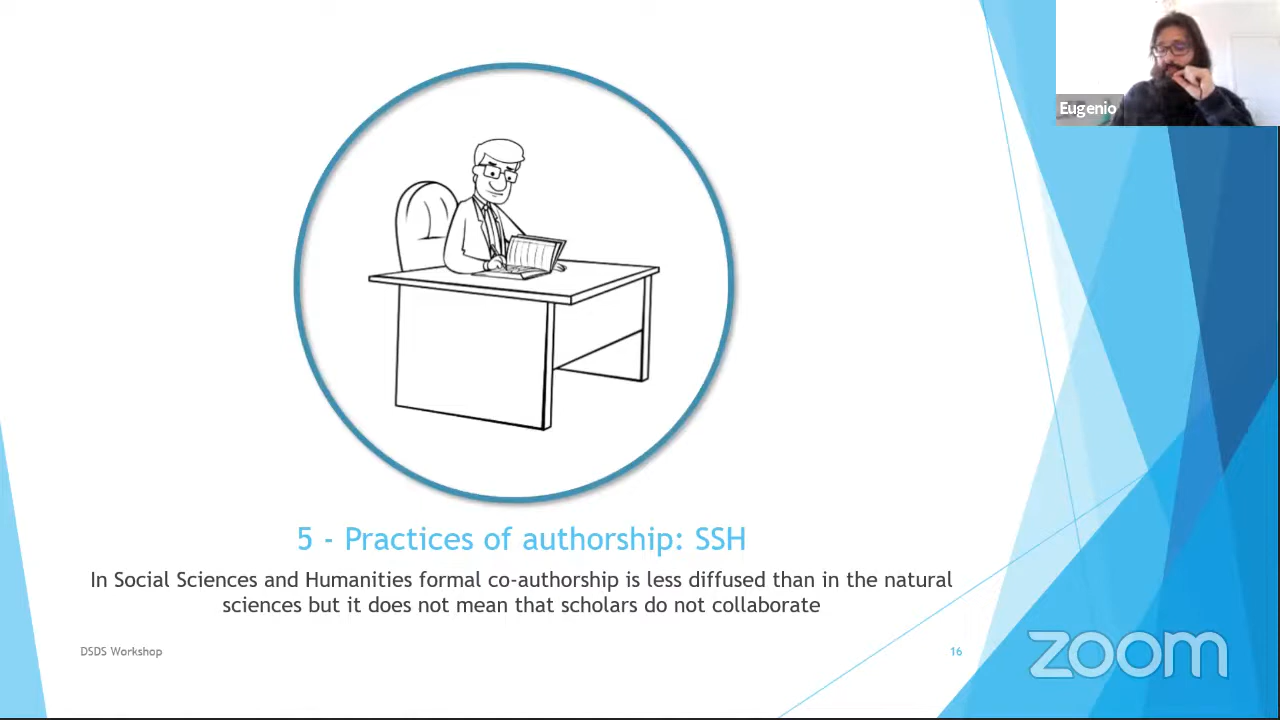 Eugenio
5 - Practices of authorship: SSH
In Social Sciences and Humanities formal co-authorship is less diffused than in the natural
sciences but it does not mean that scholars do not collaborate
DSDS Workshop
16
zoom